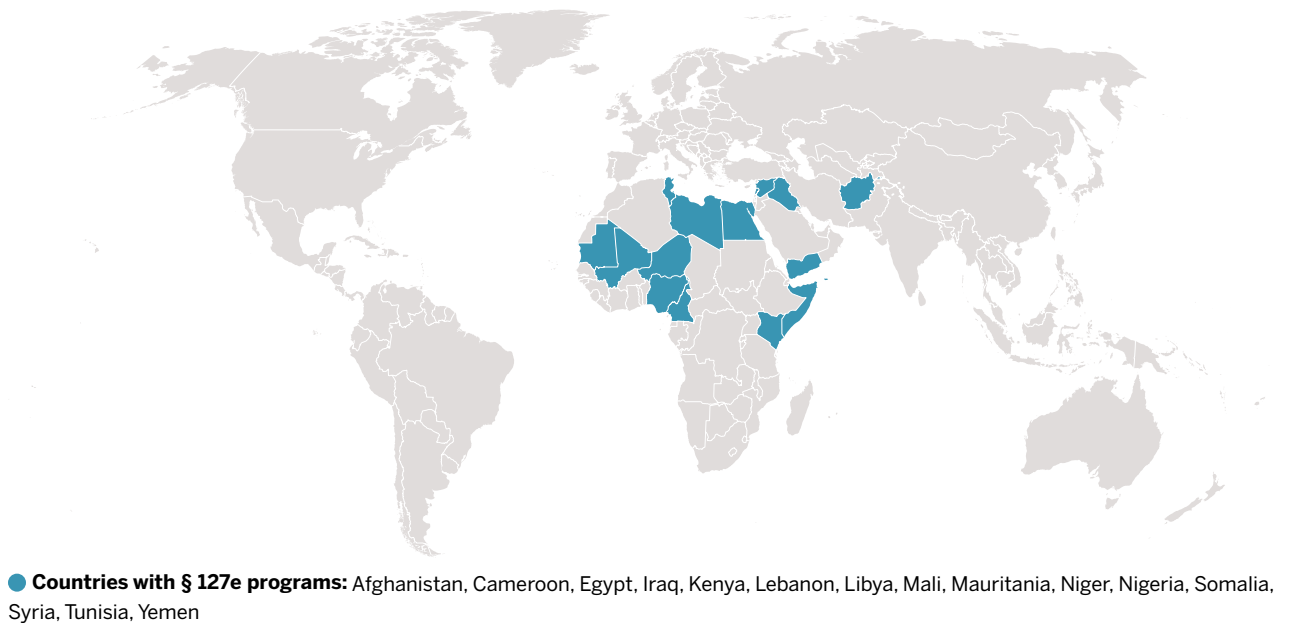 Countries with § 127e programs: Afghanistan, Cameroon, Egypt, Iraq, Kenya, Lebanon, Libya, Mali, Mauritania, Niger, Nigeria, Somalia,
Syria, Tunisia, Yemen